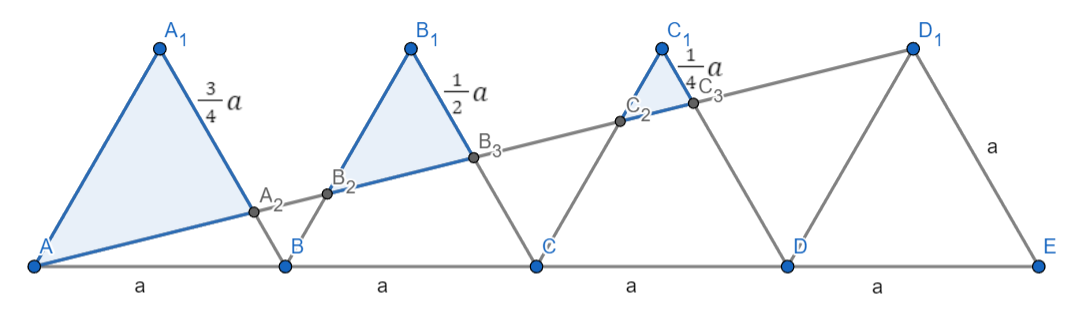 A₁
B₁
C₁
D₁
3/4 a
1/2 a
1/4 a
C₃
C₂
B₃
a
B₂
A₂
A
B
C
D
E
a
a
a
a